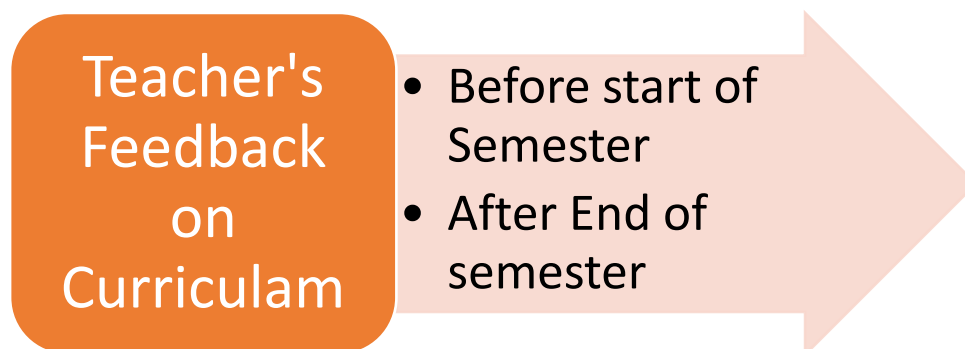 Teacher's
Feedback
on
Curriculam
• Before start of
Semester
• After End of
semester